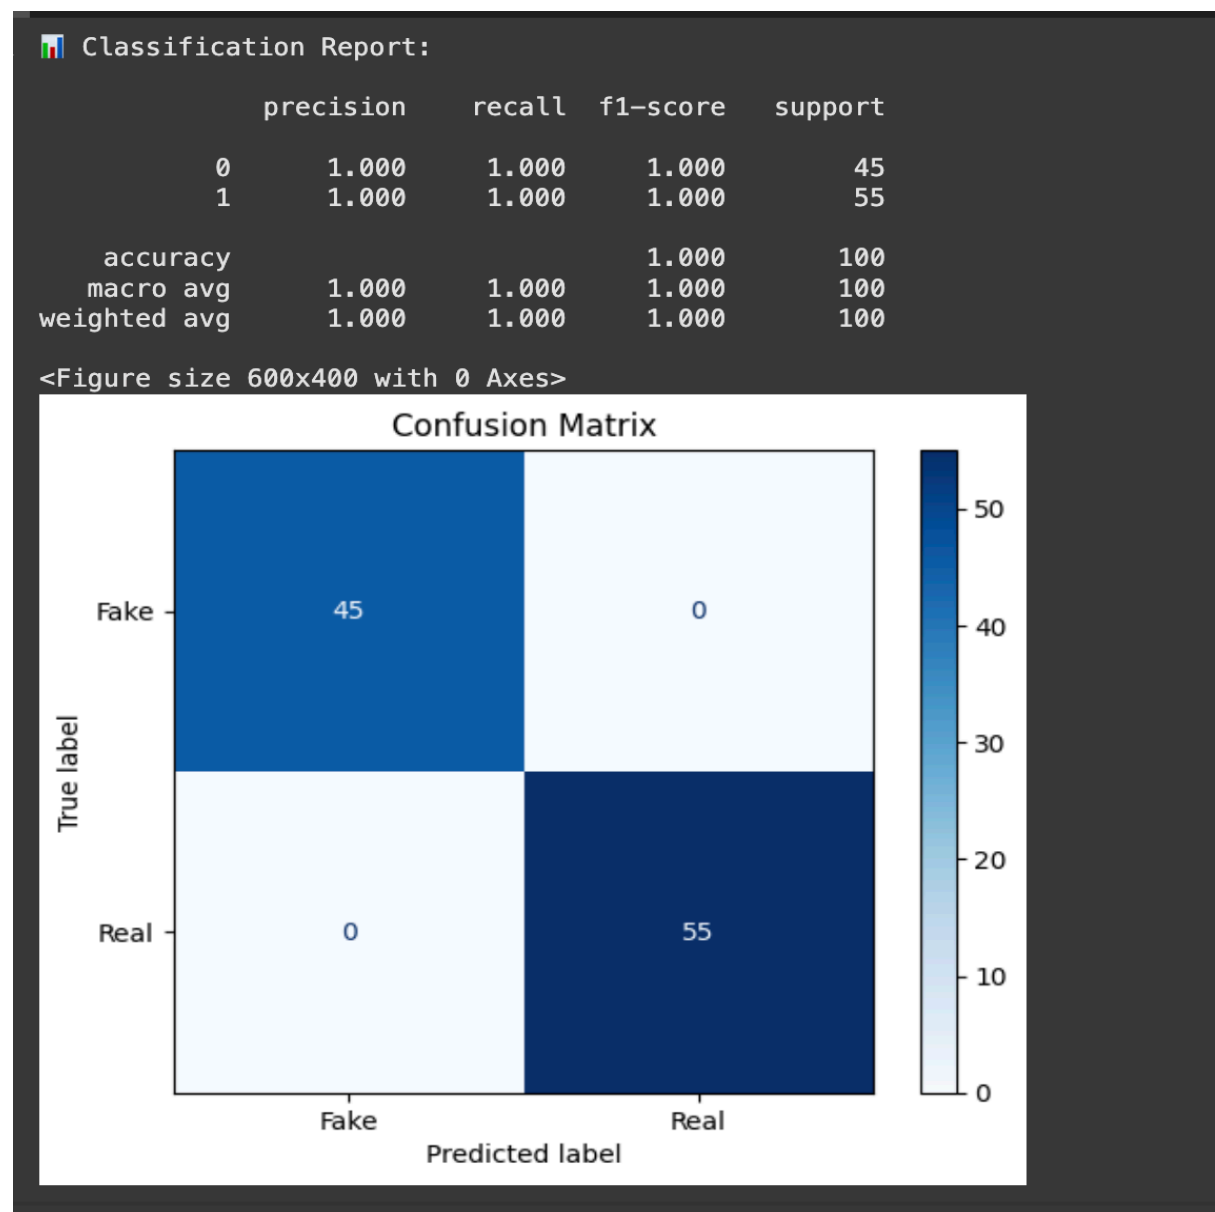 📊 Classification Report:
precision recall f1-score support
0 1.000 1.000 1.000 45
1 1.000 1.000 1.000 55
accuracy 1.000 100
macro avg 1.000 1.000 1.000 100
weighted avg 1.000 1.000 1.000 100
<Figure size 600x400 with 0 Axes>
Confusion Matrix
Fake
45
0
Real
0
55
True label
Fake
Real
Predicted label
50
40
30
20
10
0